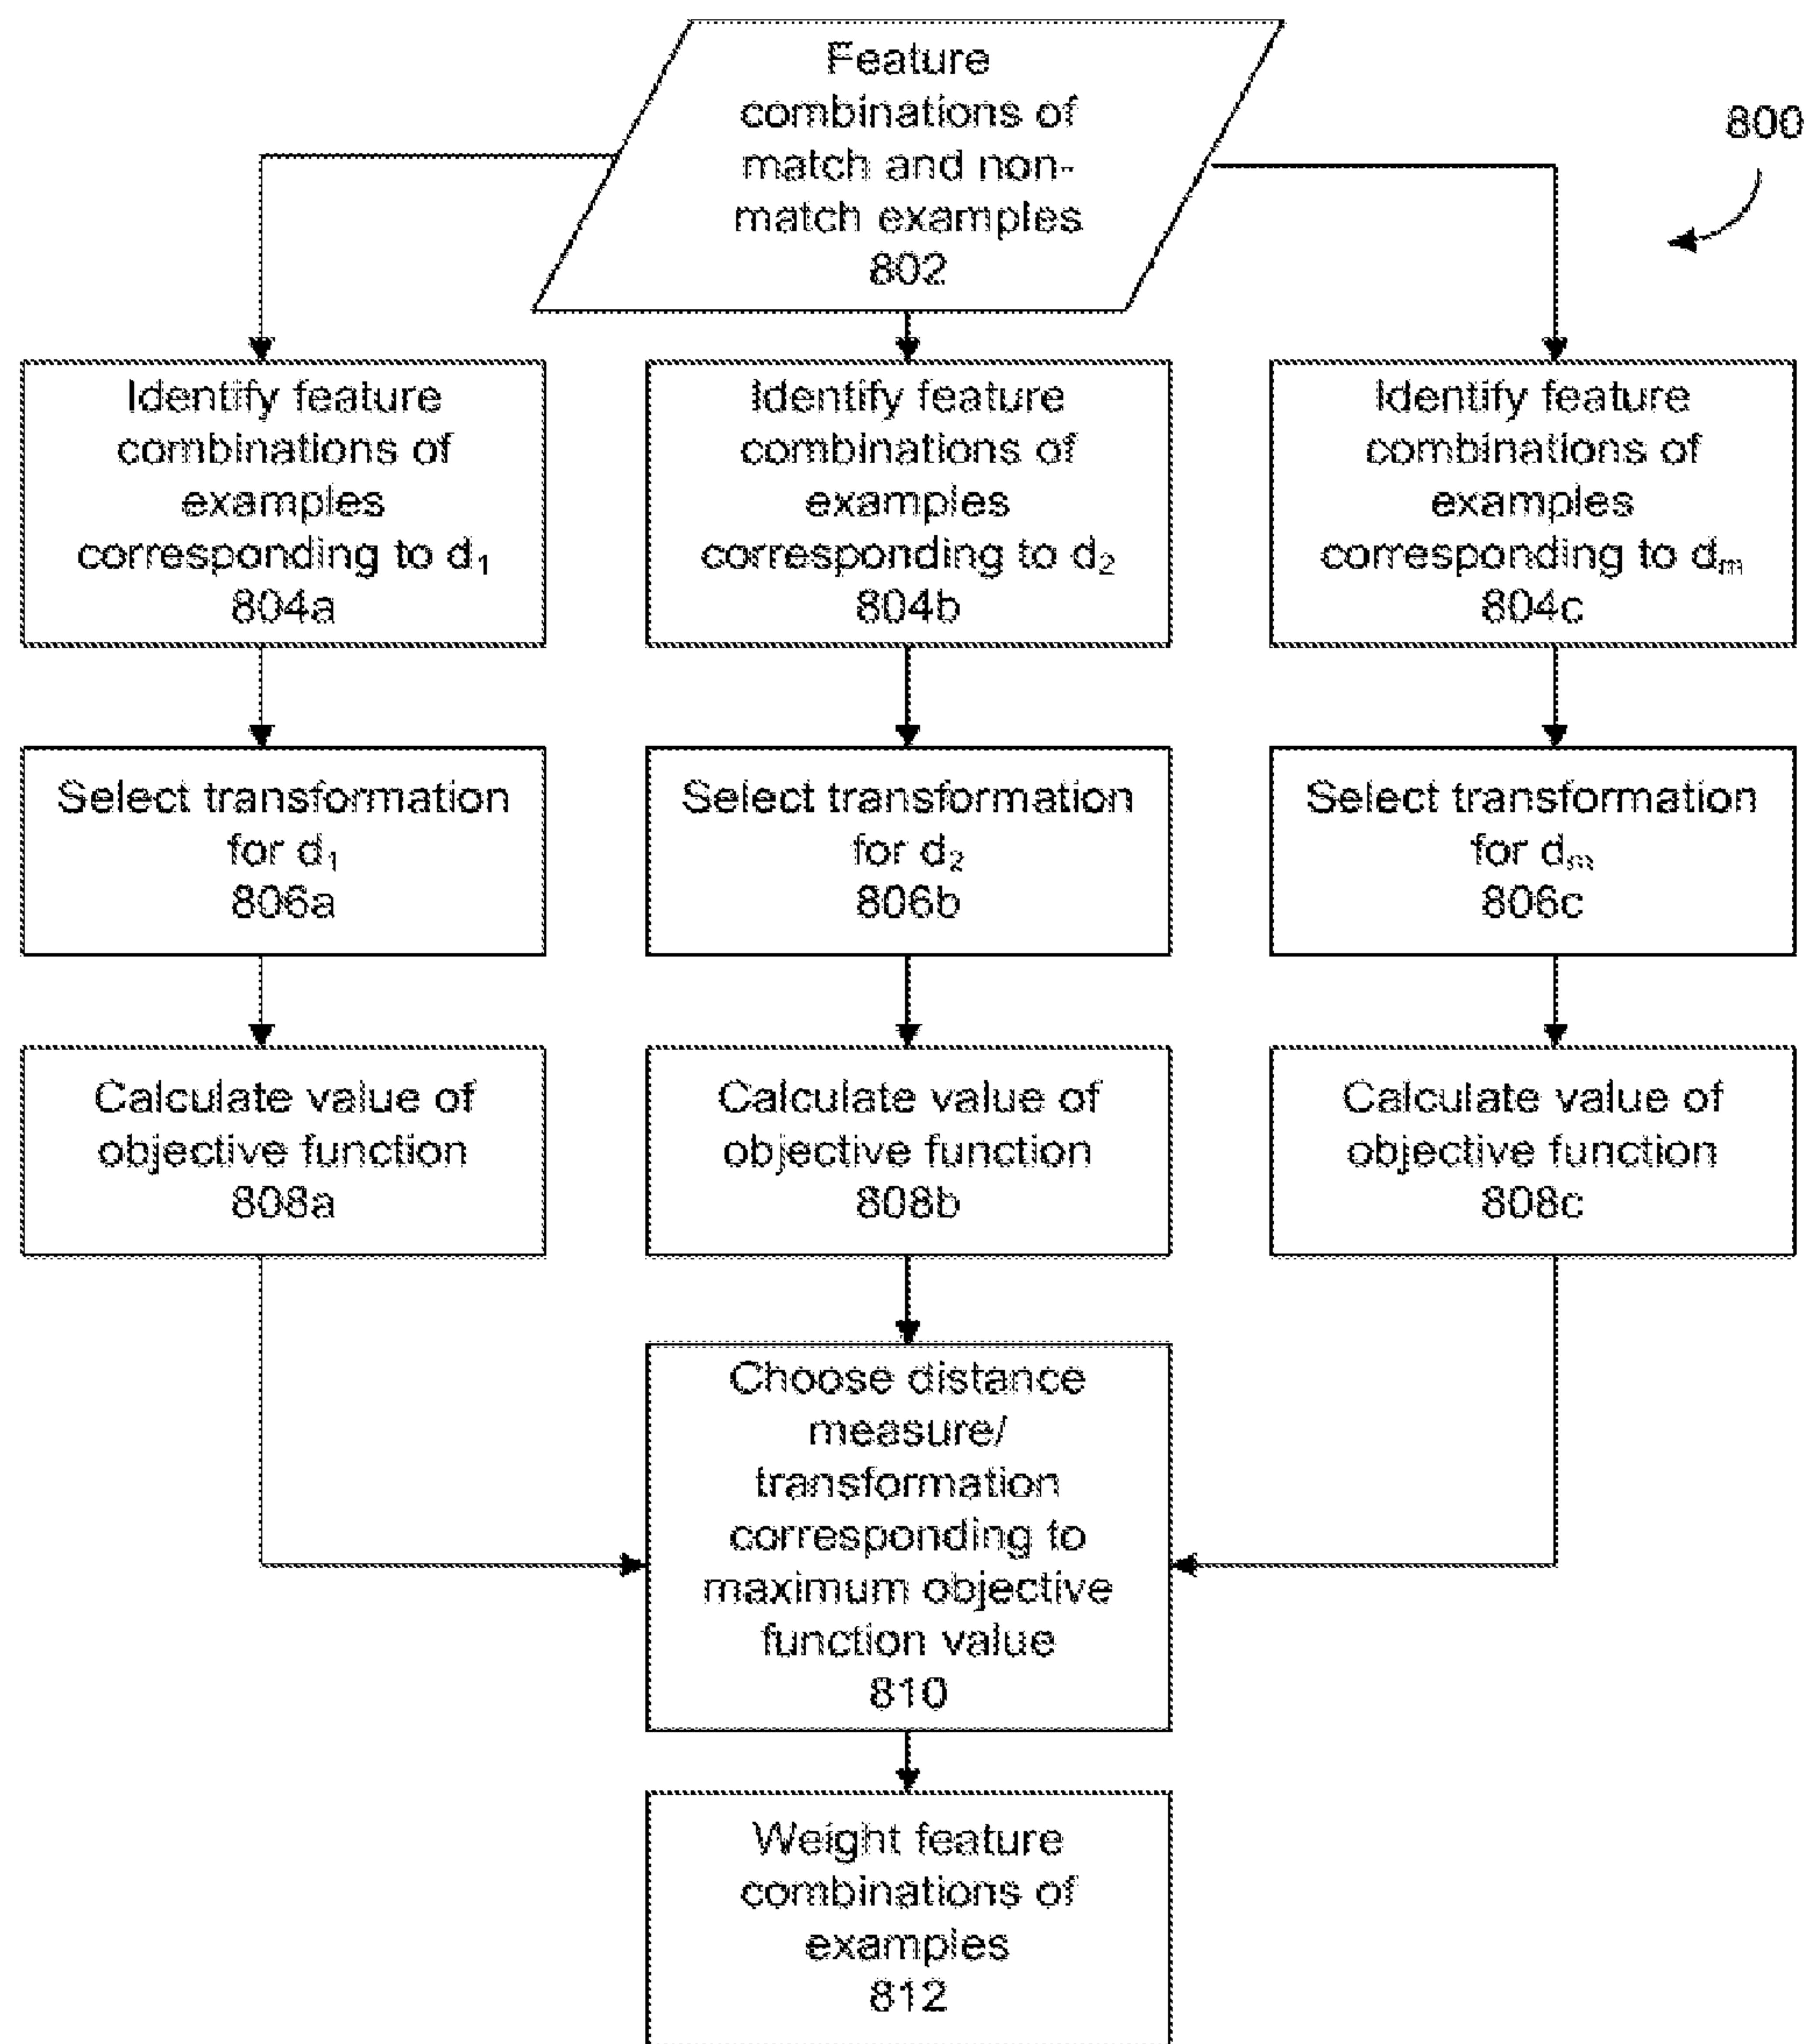 Feature
combinations of
match and non-
match examples
802
800
Identify feature
combinations of
examples
corresponding to d₁
804a
Identify feature
combinations of
examples
corresponding to d₂
804b
Identify feature
combinations of
examples
corresponding to dₘ
804c
Select transformation
for d₁
806a
Select transformation
for d₂
806b
Select transformation
for dₘ
806c
Calculate value of
objective function
808a
Calculate value of
objective function
808b
Calculate value of
objective function
808c
Choose distance
measure/
transformation
corresponding to
maximum objective
function value
810
Weight feature
combinations of
examples
812